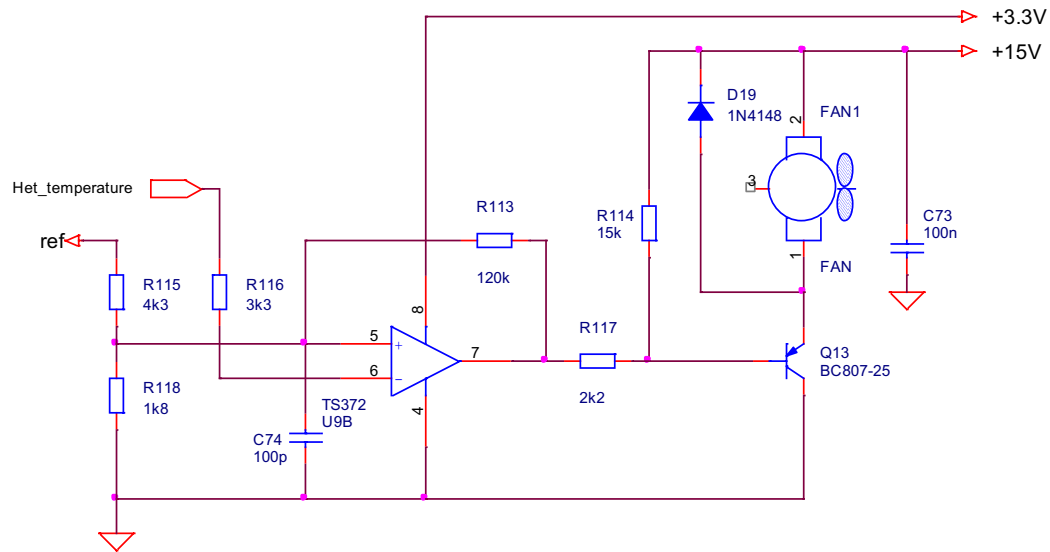 +3.3V
+15V
D19
1N4148
2
FAN1
3
Het_temperature
R113
R114
15k
C73
100n
ref
120k
1
FAN
R115
4k3
R116
3k3
8
R117
5
+
7
Q13
BC807-25
6
−
R118
1k8
2k2
TS372
U9B
4
C74
100p